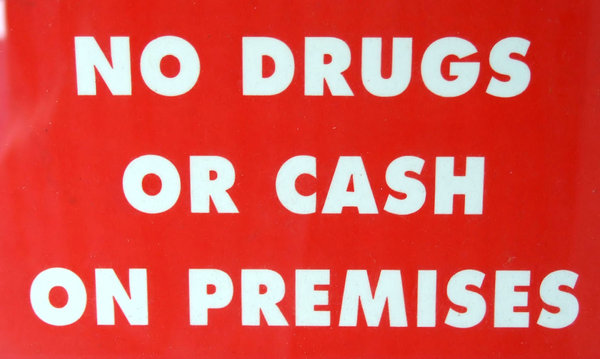 NO DRUGS
OR CASH
ON PREMISES